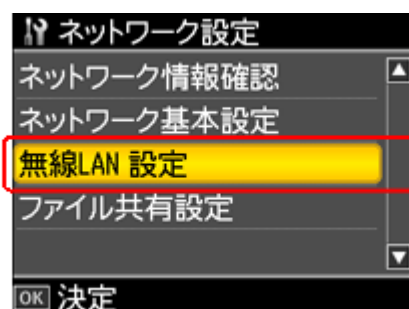 ネットワーク設定
ネットワーク情報確認
ネットワーク基本設定
無線LAN 設定
ファイル共有設定
OK 決定